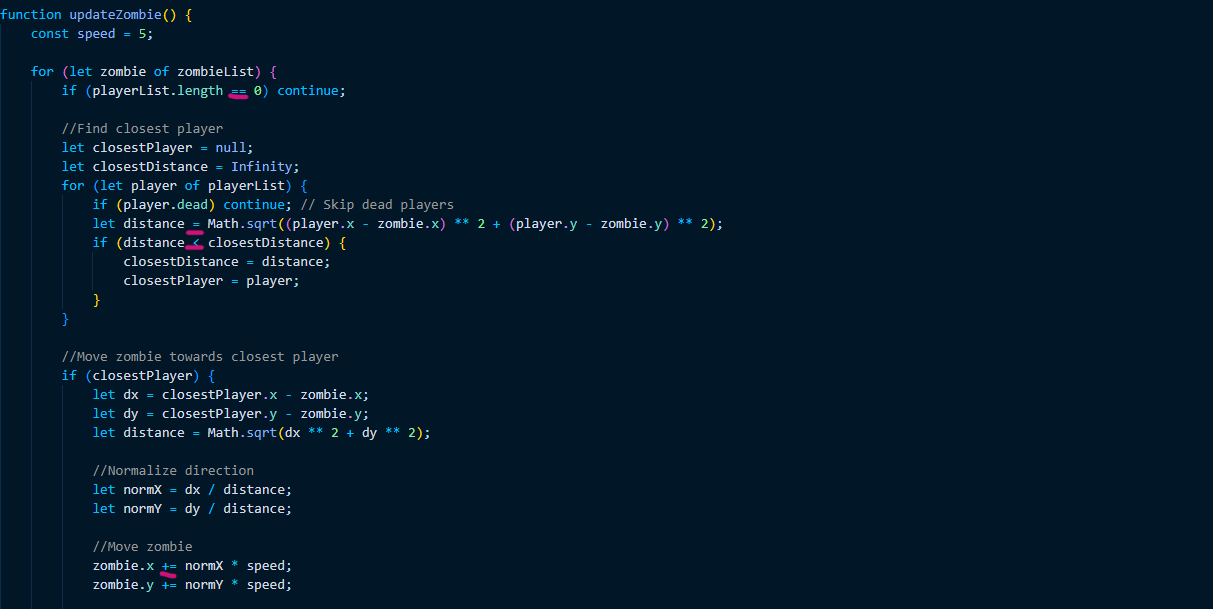 function updateZombie() {
const speed = 5;
for (let zombie of zombieList) {
if (playerList.length == 0) continue;
//Find closest player
let closestPlayer = null;
let closestDistance = Infinity;
for (let player of playerList) {
if (player.dead) continue; // Skip dead players
let distance = Math.sqrt((player.x - zombie.x) ** 2 + (player.y - zombie.y) ** 2);
if (distance < closestDistance) {
closestDistance = distance;
closestPlayer = player;
}
}
//Move zombie towards closest player
if (closestPlayer) {
let dx = closestPlayer.x - zombie.x;
let dy = closestPlayer.y - zombie.y;
let distance = Math.sqrt(dx ** 2 + dy ** 2);
//Normalize direction
let normX = dx / distance;
let normY = dy / distance;
//Move zombie
zombie.x += normX * speed;
zombie.y += normY * speed;